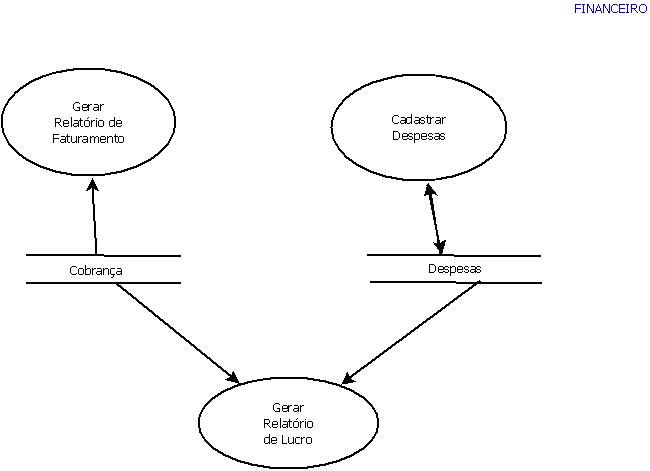 FINANCEIRO
Gerar
Relatório de
Faturamento
Cadastrar
Despesas
Cobrança
Despesas
Gerar
Relatório
de Lucro